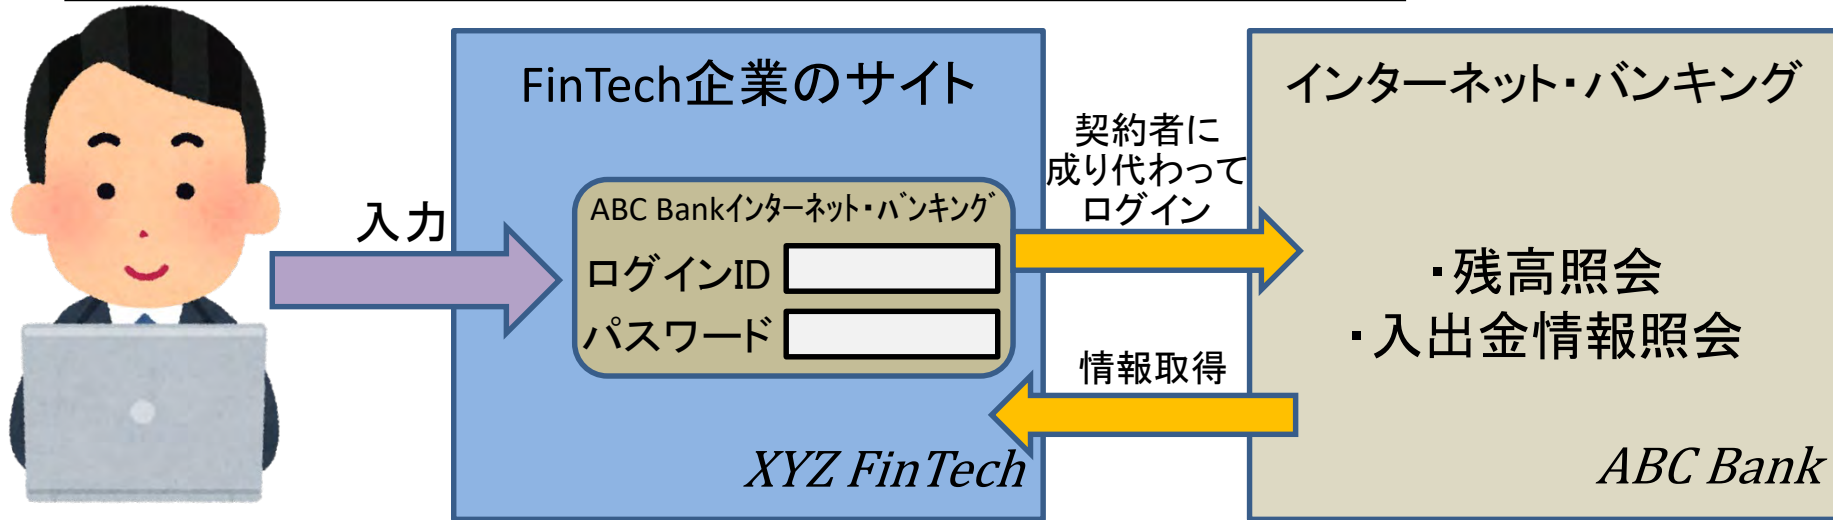 入力
FinTech企業のサイト
ABC Bankインターネット・バンキング
ログインID
パスワード
XYZ FinTech
契約者に
成り代わって
ログイン
情報取得
インターネット・バンキング
・残高照会
・入出金情報照会
ABC Bank